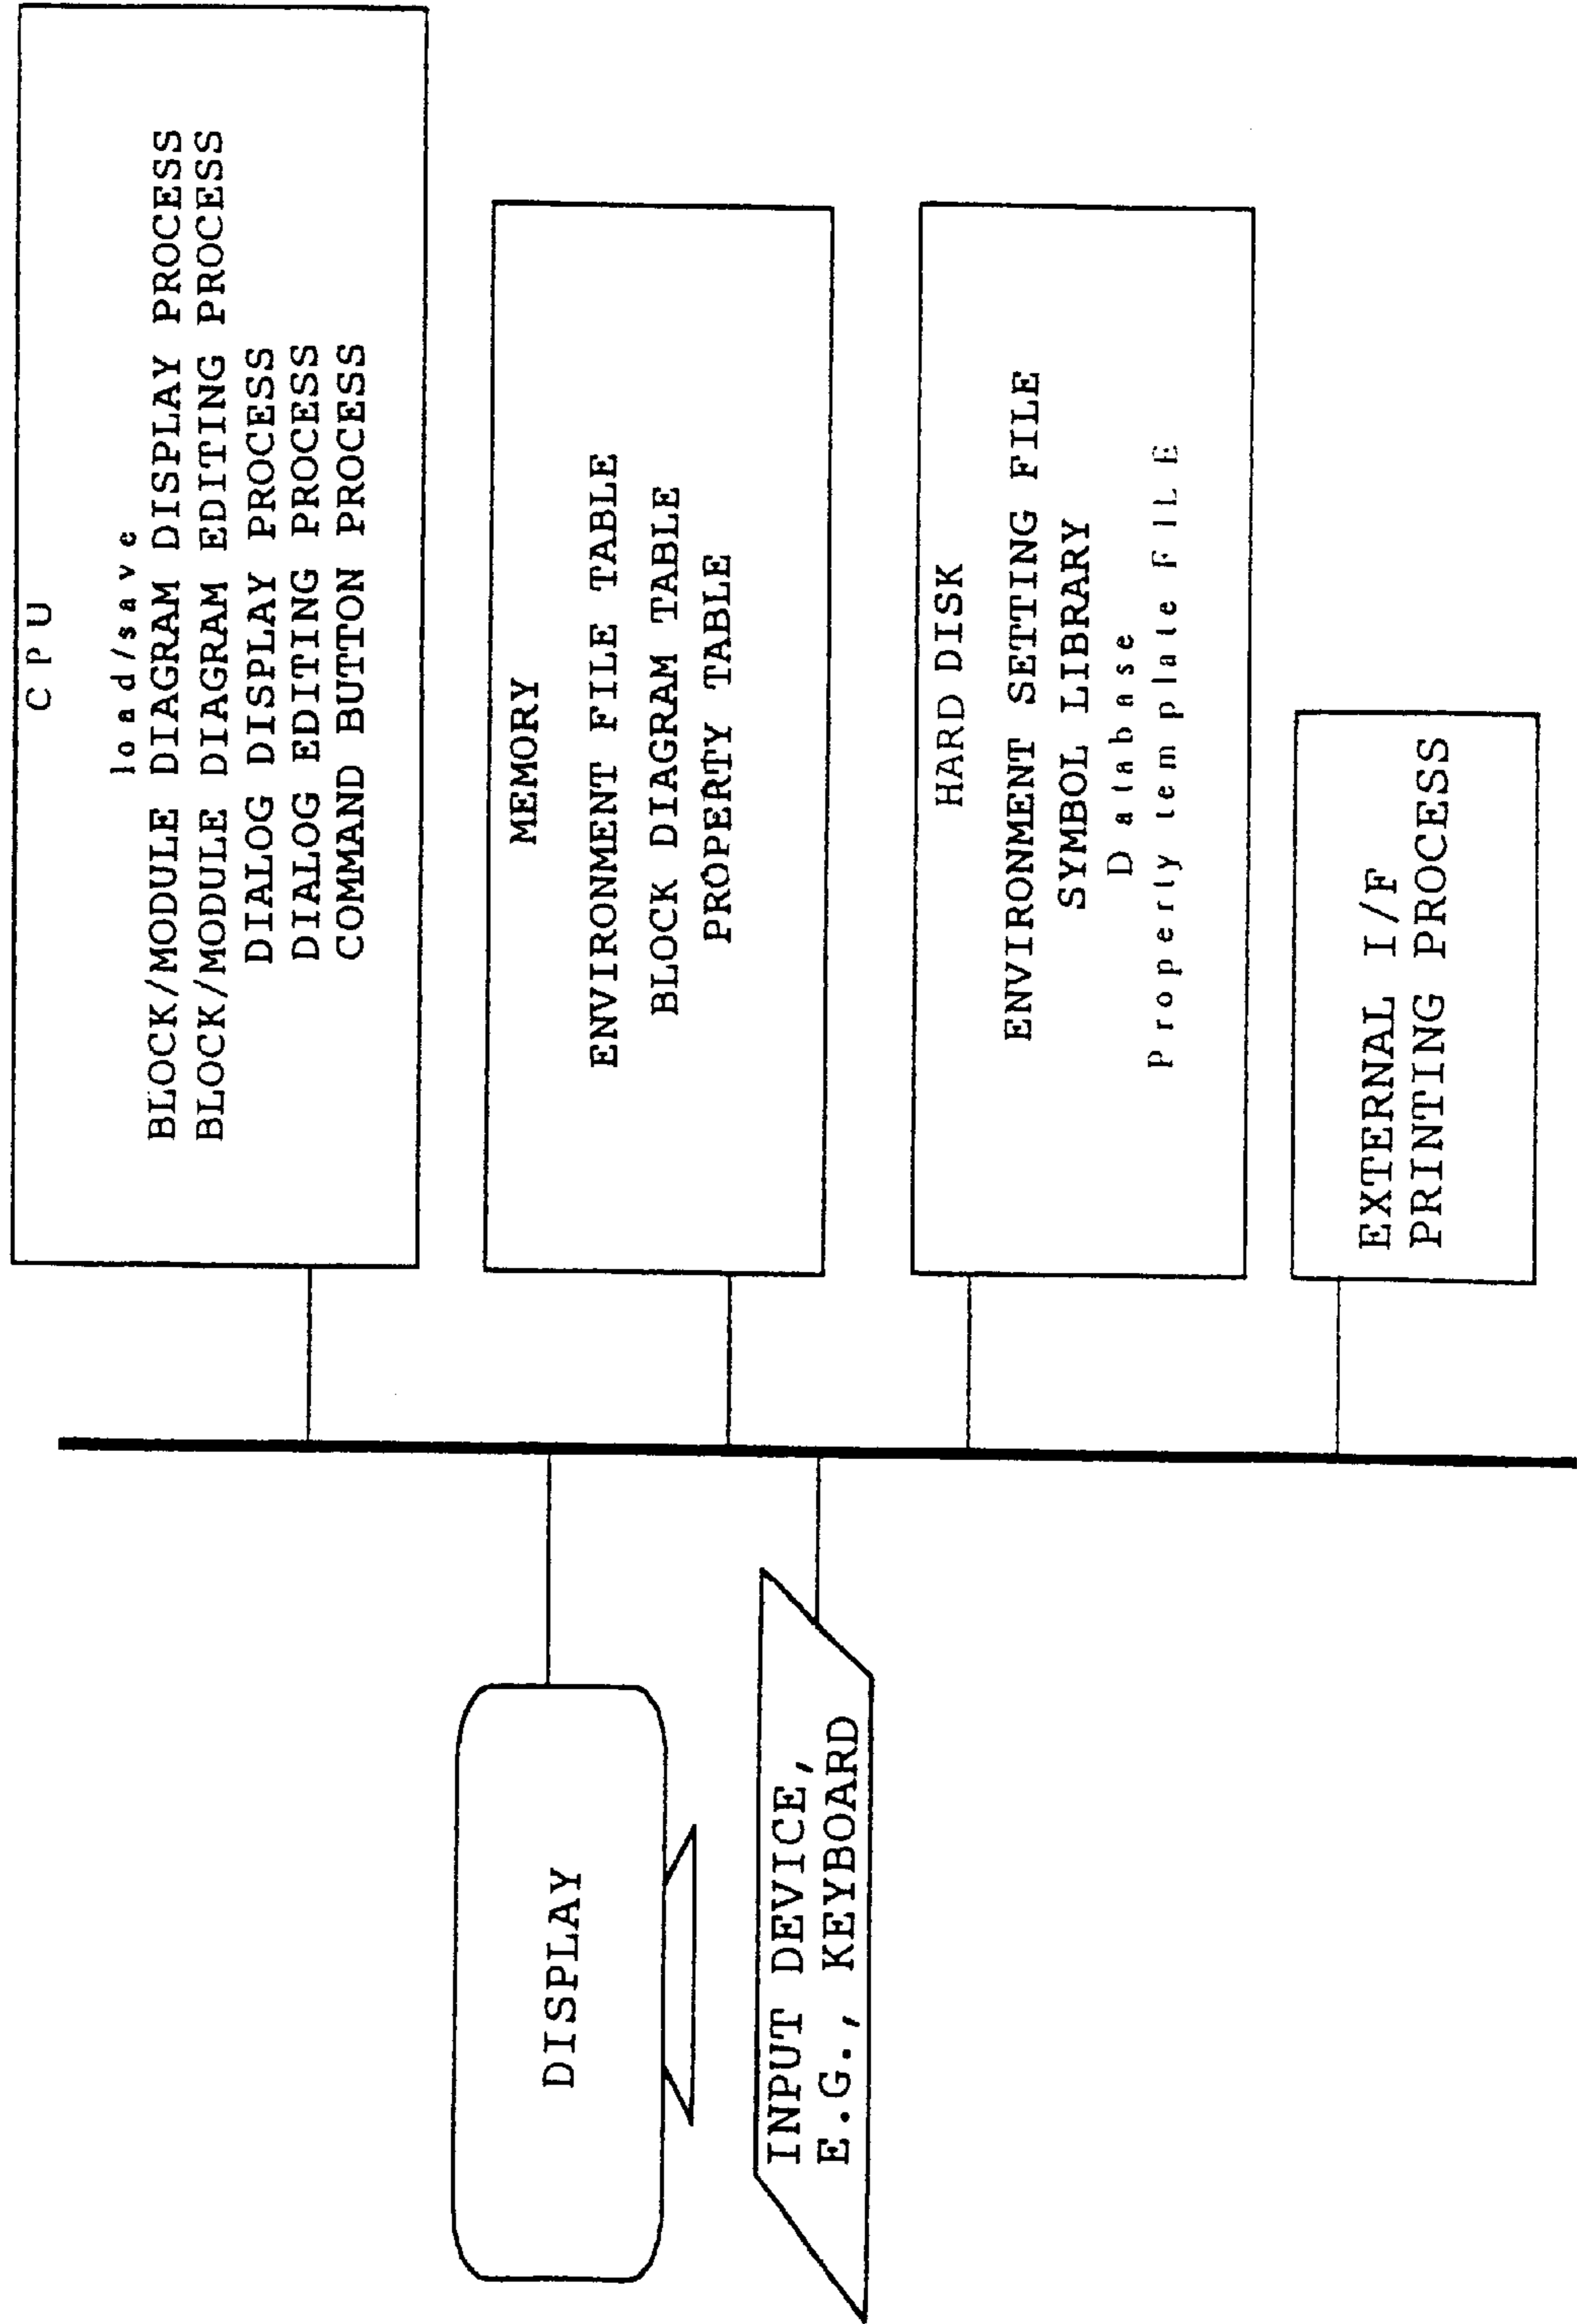 CPU
load/save
BLOCK/MODULE DIAGRAM DISPLAY PROCESS
BLOCK/MODULE DIAGRAM EDITING PROCESS
DIALOG DISPLAY PROCESS
DIALOG EDITING PROCESS
COMMAND BUTTON PROCESS
MEMORY
ENVIRONMENT FILE TABLE
BLOCK DIAGRAM TABLE
PROPERTY TABLE
HARD DISK
ENVIRONMENT SETTING FILE
SYMBOL LIBRARY
Database
Property template FILE
EXTERNAL I/F
PRINTING PROCESS
DISPLAY
INPUT DEVICE,
E.G., KEYBOARD